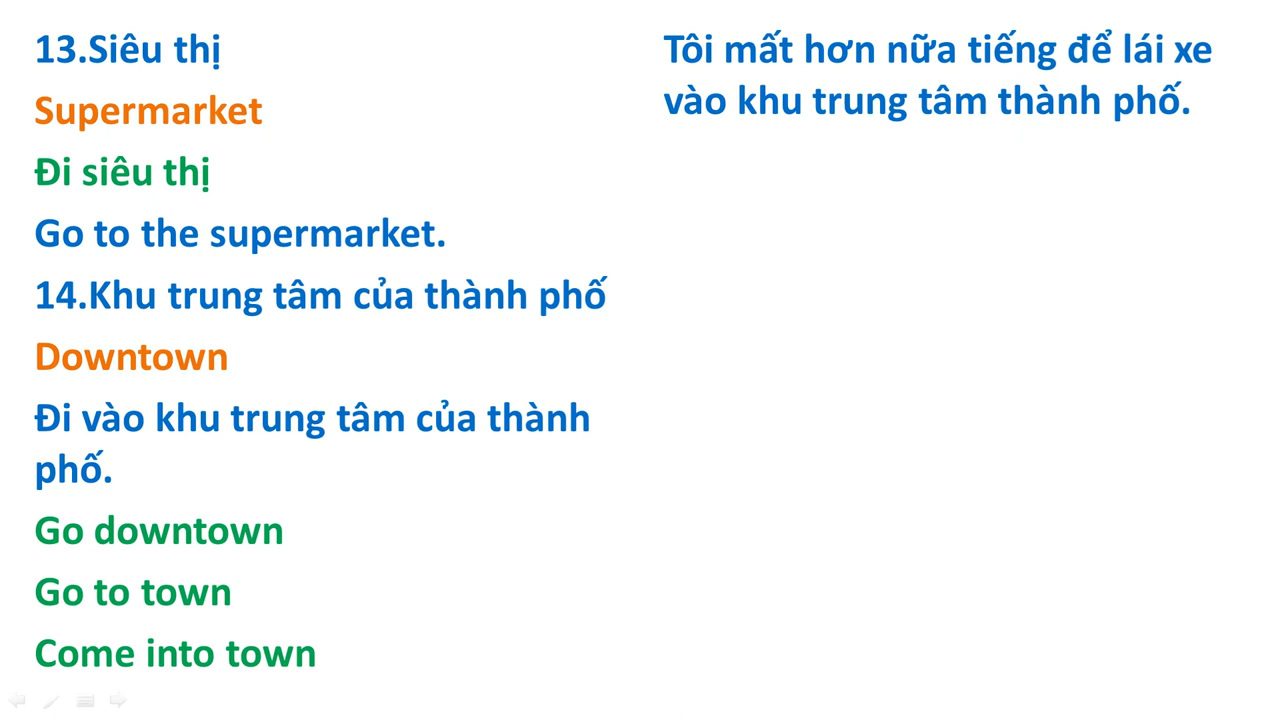 13.Siêu thị
Supermarket
Đi siêu thị
Go to the supermarket.
14.Khu trung tâm của thành phố
Downtown
Đi vào khu trung tâm của thành
phố.
Go downtown
Go to town
Come into town
Tôi mất hơn nữa tiếng để lái xe
vào khu trung tâm thành phố.